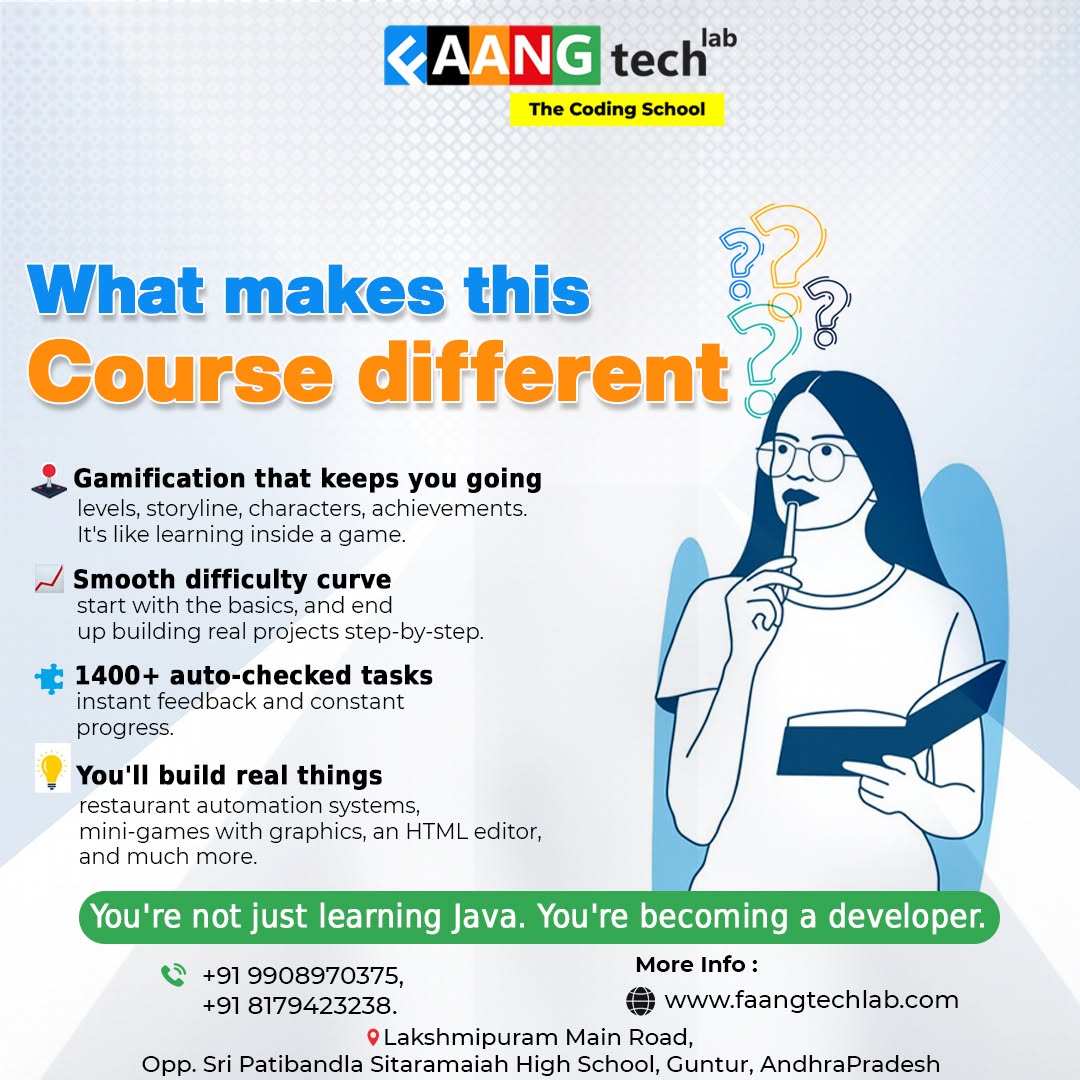 FAANG tech lab
The Coding School
What makes this
Course different
Gamification that keeps you going
levels, storyline, characters, achievements.
It's like learning inside a game.
Smooth difficulty curve
start with the basics, and end
up building real projects step-by-step.
1400+ auto-checked tasks
instant feedback and constant
progress.
You'll build real things
restaurant automation systems,
mini-games with graphics, an HTML editor,
and much more.
You're not just learning Java. You're becoming a developer.
+91 9908970375,
+91 8179423238.
More Info :
www.faangtechlab.com
Lakshmipuram Main Road,
Opp. Sri Patibandla Sitaramaiah High School, Guntur, AndhraPradesh